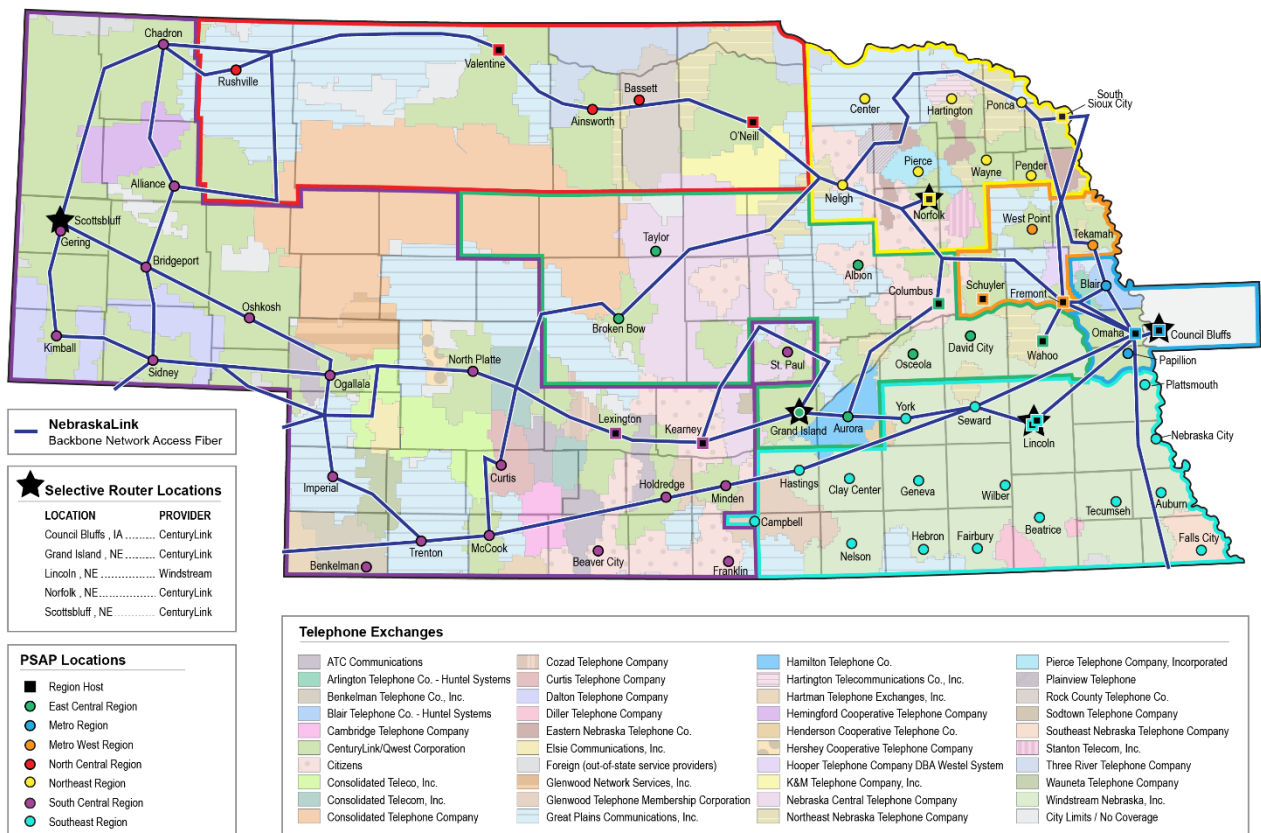 Chadron
Rushville
Valentine
Bassett
Ainsworth
O'Neill
Center
Hartington
Ponca
South
Sioux City
Pierce
Wayne
Pender
Alliance
Neligh
Norfolk
Scottsbluff
Gering
West Point
Tekamah
Taylor
Bridgeport
Albion
Columbus
Schuyler
Fremont
Blair
Oshkosh
Broken Bow
Omaha
Council Bluffs
Kimball
Sidney
North Platte
Ogallala
St. Paul
Osceola
David City
Wahoo
Papillion
Plattsmouth
Lexington
Kearney
Grand Island
Aurora
York
Seward
Lincoln
Nebraska
City
Imperial
Curtis
Holdredge
Minden
Hastings
Clay Center
Geneva
Wilber
Beatrice
Tecumseh
Auburn
Campbell
Trenton
McCook
Beaver City
Franklin
Nelson
Hebron
Fairbury
Falls
City
Benkelman
NebraskaLink
Backbone Network Access Fiber
Selective Router Locations
LOCATION PROVIDER
Council Bluffs , IA .......... CenturyLink
Grand Island , NE .......... CenturyLink
Lincoln , NE .................. Windstream
Norfolk , NE.................. CenturyLink
Scottsbluff , NE ............. CenturyLink
PSAP Locations
Region Host
East Central Region
Metro Region
Metro West Region
North Central Region
Northeast Region
South Central Region
Southeast Region
Telephone Exchanges
ATC Communications
Arlington Telephone Co. - Huntel Systems
Benkelman Telephone Co., Inc.
Blair Telephone Co. - Huntel Systems
Cambridge Telephone Company
CenturyLink/Qwest Corporation
Citizens
Consolidated Teleco, Inc.
Consolidated Telecom, Inc.
Consolidated Telephone Company
Cozad Telephone Company
Curtis Telephone Company
Dalton Telephone Company
Diller Telephone Company
Eastern Nebraska Telephone Co.
Elsie Communications, Inc.
Foreign (out-of-state service providers)
Glenwood Network Services, Inc.
Glenwood Telephone Membership Corporation
Great Plains Communications, Inc.
Hamilton Telephone Co.
Hartington Telecommunications Co., Inc.
Hartman Telephone Exchanges, Inc.
Hemingford Cooperative Telephone Company
Henderson Cooperative Telephone Co.
Hershey Cooperative Telephone Company
Hooper Telephone Company DBA Westel System
K&M Telephone Company, Inc.
Nebraska Central Telephone Company
Northeast Nebraska Telephone Company
Pierce Telephone Company, Incorporated
Plainview Telephone
Rock County Telephone Co.
Sodtown Telephone Company
Southeast Nebraska Telephone Company
Stanton Telecom, Inc.
Three River Telephone Company
Wauneta Telephone Company
Windstream Nebraska, Inc.
City Limits / No Coverage